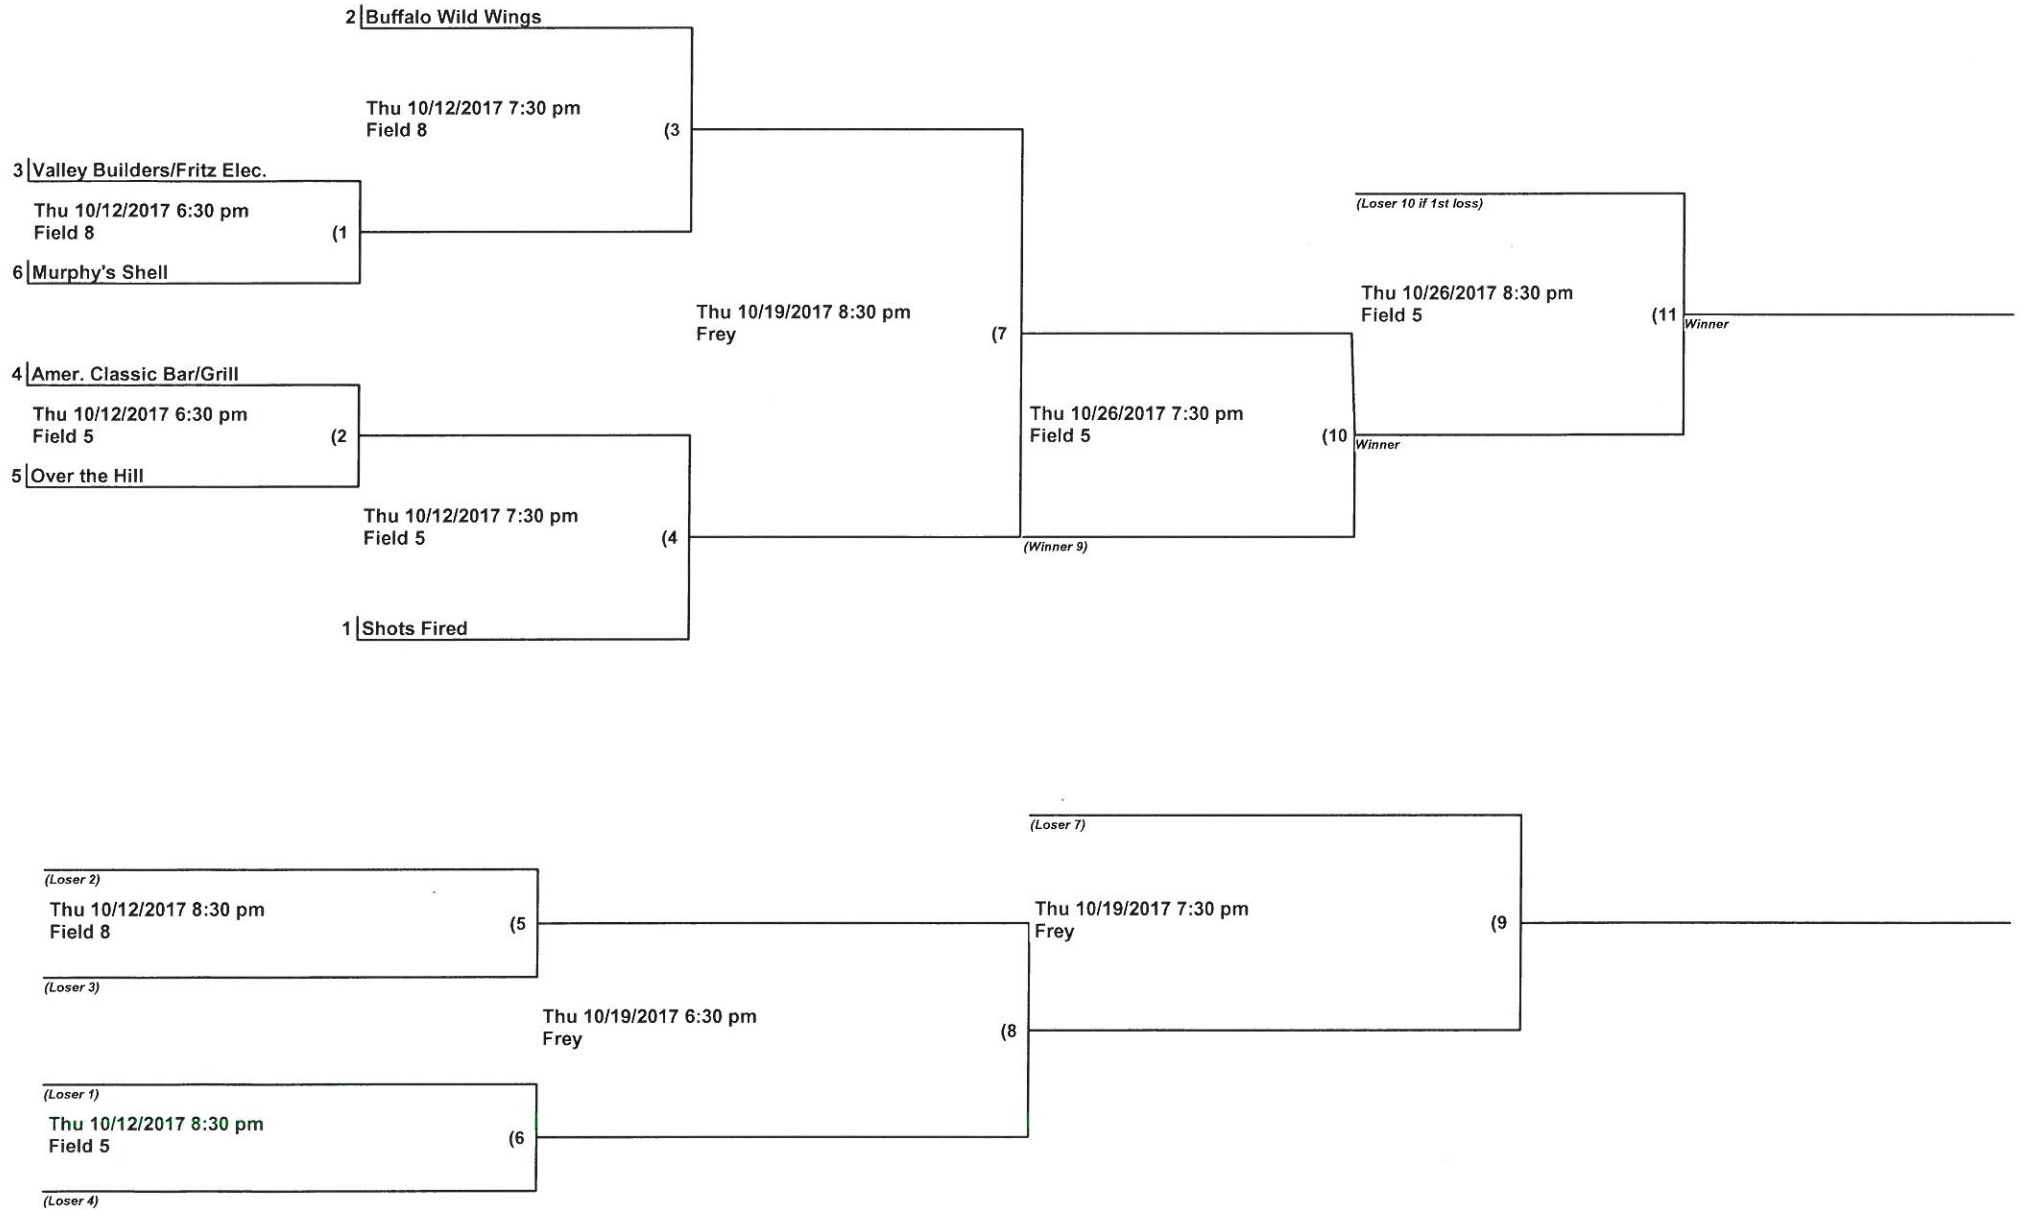 2 Buffalo Wild Wings
Thu 10/12/2017 7:30 pm
Field 8
(3
3 Valley Builders/Fritz Elec.
Thu 10/12/2017 6:30 pm
Field 8
(1
6 Murphy's Shell
(Loser 10 if 1st loss)
Thu 10/26/2017 8:30 pm
Field 5
(11
Winner
Thu 10/19/2017 8:30 pm
Frey
(7
4 Amer. Classic Bar/Grill
Thu 10/12/2017 6:30 pm
Field 5
(2
5 Over the Hill
Thu 10/26/2017 7:30 pm
Field 5
(10
Winner
Thu 10/12/2017 7:30 pm
Field 5
(4
(Winner 9)
1 Shots Fired
(Loser 7)
(Loser 2)
Thu 10/12/2017 8:30 pm
Field 8
(5
(Loser 3)
Thu 10/19/2017 7:30 pm
Frey
(9
Thu 10/19/2017 6:30 pm
Frey
(8
(Loser 1)
Thu 10/12/2017 8:30 pm
Field 5
(6
(Loser 4)